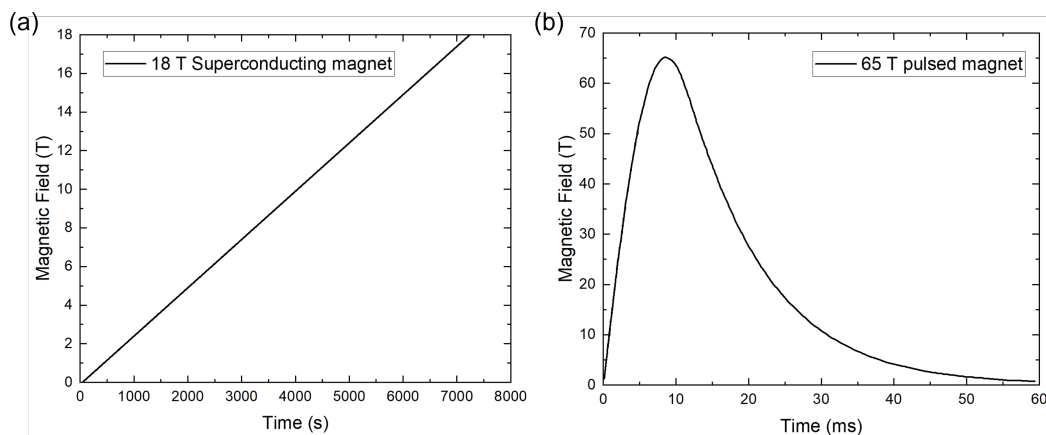 (a)
18 T Superconducting magnet
Magnetic Field (T)
18
16
14
12
10
8
6
4
2
0
0 1000 2000 3000 4000 5000 6000 7000 8000
Time (s)
(b)
65 T pulsed magnet
Magnetic Field (T)
70
60
50
40
30
20
10
0
0 10 20 30 40 50 60
Time (ms)